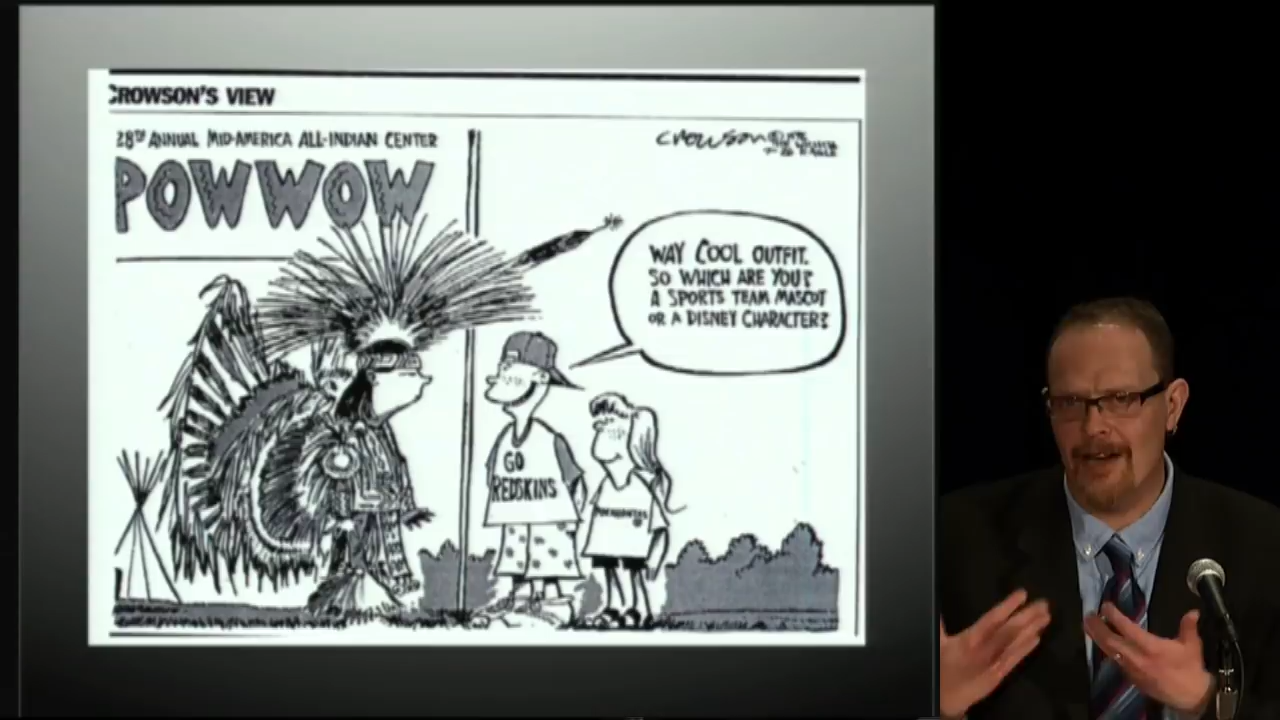 CROWSON'S VIEW
28TH ANNUAL MID-AMERICA ALL-INDIAN CENTER
POWWOW
Crowson
WAY COOL OUTFIT.
SO WHICH ARE YOU?
A SPORTS TEAM MASCOT
OR A DISNEY CHARACTER?
GO
REDSKINS
POCAHONTAS